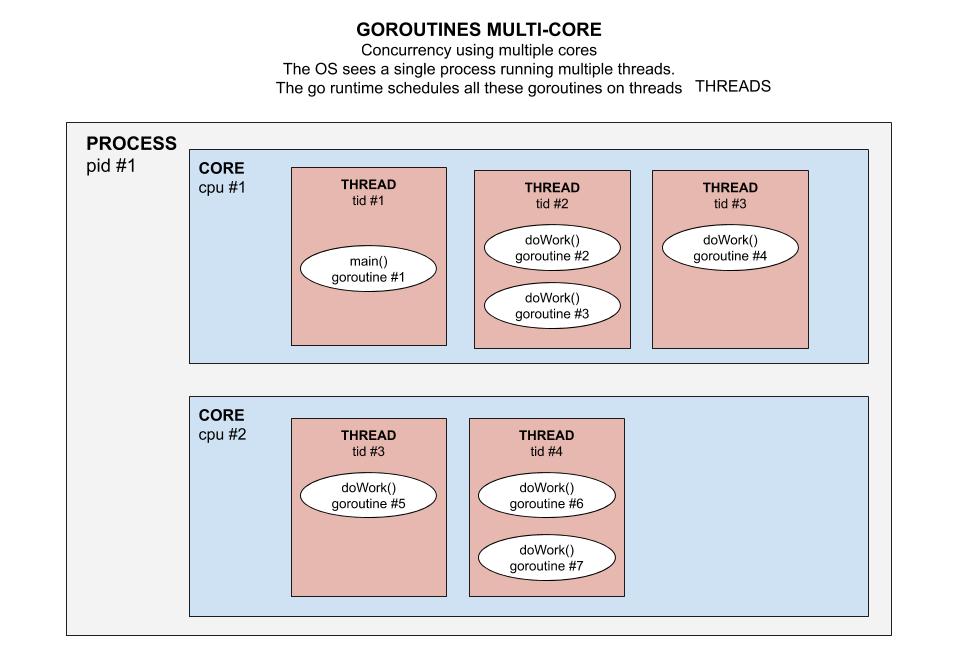 GOROUTINES MULTI-CORE
Concurrency using multiple cores
The OS sees a single process running multiple threads.
The go runtime schedules all these goroutines on threads
THREADS
PROCESS
pid #1
CORE
cpu #1
THREAD
tid #1
main()
goroutine #1
THREAD
tid #2
doWork()
goroutine #2
doWork()
goroutine #3
THREAD
tid #3
doWork()
goroutine #4
CORE
cpu #2
THREAD
tid #3
doWork()
goroutine #5
THREAD
tid #4
doWork()
goroutine #6
doWork()
goroutine #7